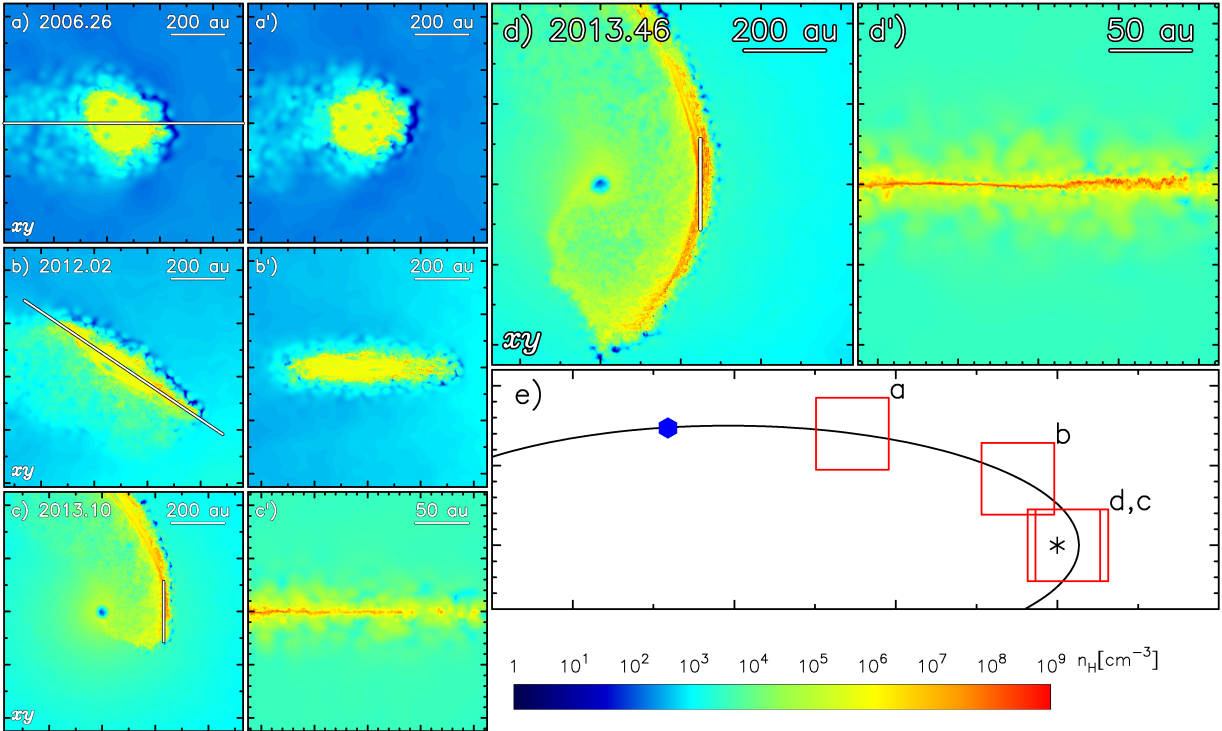 a) 2006.26 200 au
xy
a') 200 au
b) 2012.02 200 au
xy
b') 200 au
c) 2013.10 200 au
xy
c') 50 au
d) 2013.46 200 au
xy
d') 50 au
e)
a
b
d,c
*
1 10¹ 10² 10³ 10⁴ 10⁵ 10⁶ 10⁷ 10⁸ 10⁹ n_H[cm⁻³]